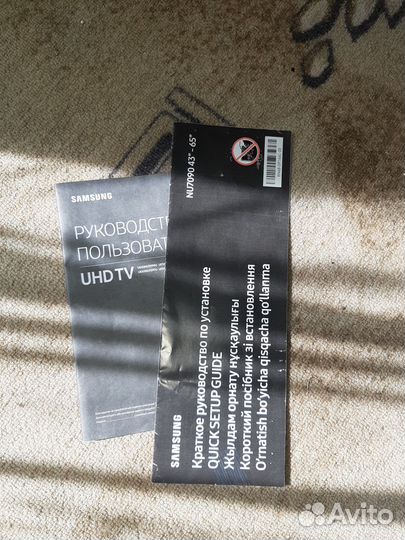 SAMSUNG
РУКОВОДСТВ
ПОЛЬЗОВАТ
UHD TV
NU7090 43" - 65"
SAMSUNG
Краткое руководство по установке
QUICK SETUP GUIDE
Жылдам орнату нұсқаулығы
Короткий посібник зі встановлення
O'rnatish bo'yicha qisqacha qo'llanma
Avito